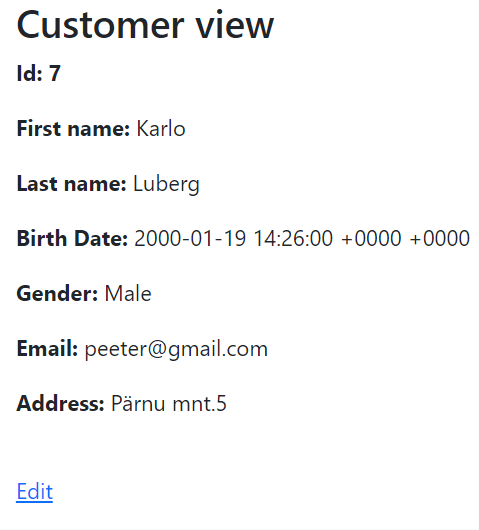 Customer view
Id: 7
First name: Karlo
Last name: Luberg
Birth Date: 2000-01-19 14:26:00 +0000 +0000
Gender: Male
Email: peeter@gmail.com
Address: Pärnu mnt.5
Edit